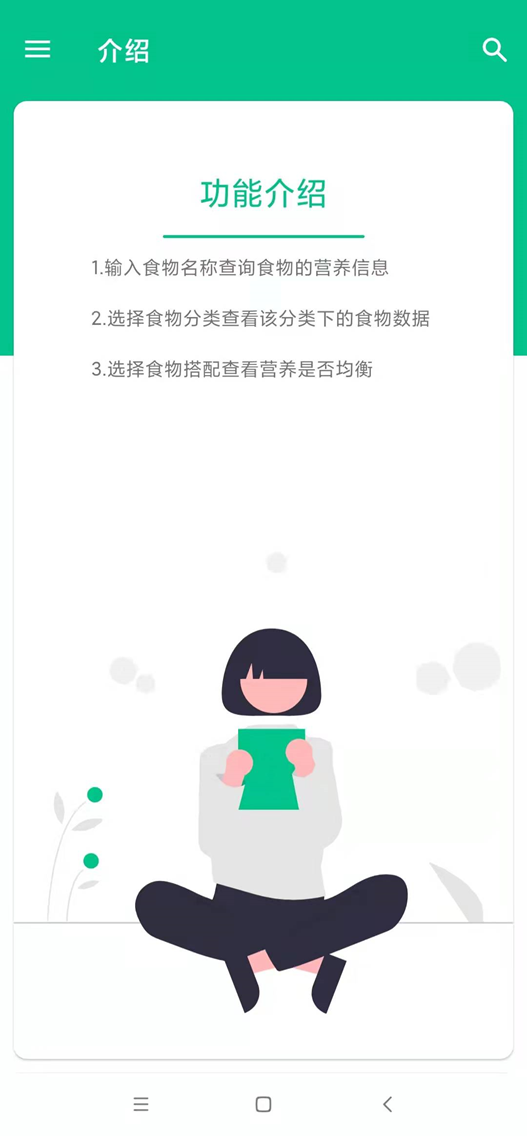 介绍
功能介绍
1.输入食物名称查询食物的营养信息
2.选择食物分类查看该分类下的食物数据
3.选择食物搭配查看营养是否均衡